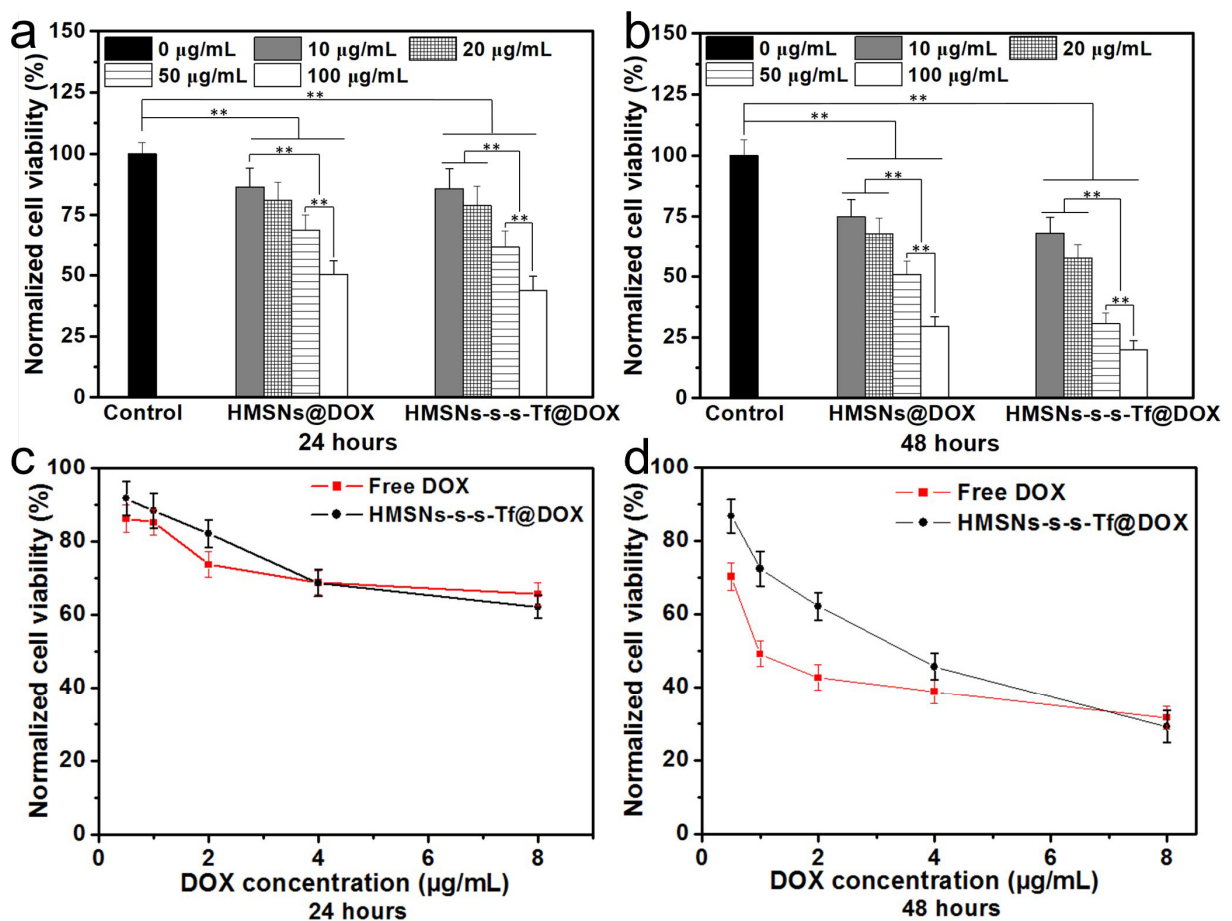 a
150
125
100
75
50
25
0
Normalized cell viability (%)
0 µg/mL
10 µg/mL
20 µg/mL
50 µg/mL
100 µg/mL
**
**
**
**
**
**
Control
HMSNs@DOX
HMSNs-s-s-Tf@DOX
24 hours
b
150
125
100
75
50
25
0
Normalized cell viability (%)
0 µg/mL
10 µg/mL
20 µg/mL
50 µg/mL
100 µg/mL
**
**
**
**
**
**
Control
HMSNs@DOX
HMSNs-s-s-Tf@DOX
48 hours
c
100
80
60
40
20
0
Normalized cell viability (%)
Free DOX
HMSNs-s-s-Tf@DOX
0 2 4 6 8
DOX concentration (µg/mL)
24 hours
d
100
80
60
40
20
0
Normalized cell viability (%)
Free DOX
HMSNs-s-s-Tf@DOX
0 2 4 6 8
DOX concentration (µg/mL)
48 hours